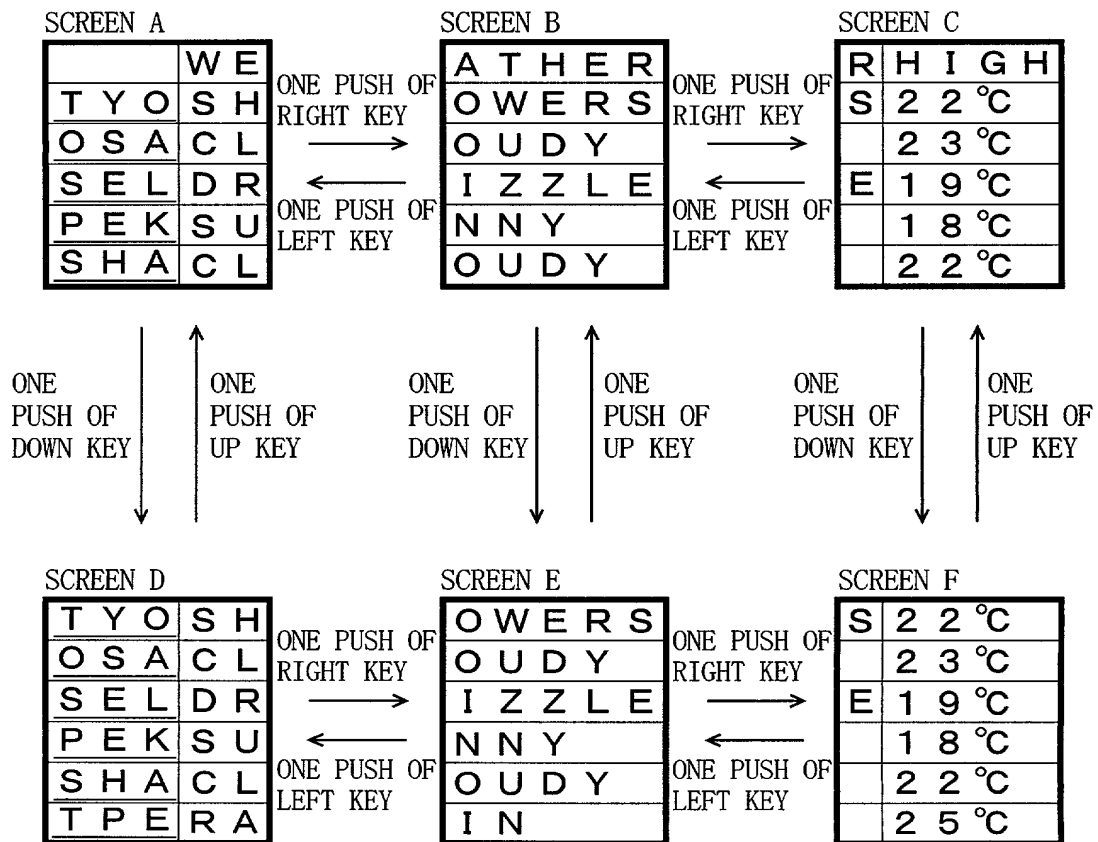 SCREEN A
WE
TYO SH
OSA CL
SEL DR
PEK SU
SHA CL
ONE PUSH OF
RIGHT KEY
ONE PUSH OF
LEFT KEY
SCREEN B
ATHER
OWERS
OUDY
IZZLE
NNY
OUDY
ONE PUSH OF
RIGHT KEY
ONE PUSH OF
LEFT KEY
SCREEN C
R HIGH
S 22℃
23℃
E 19℃
18℃
22℃
ONE
PUSH OF
DOWN KEY
ONE
PUSH OF
UP KEY
ONE
PUSH OF
DOWN KEY
ONE
PUSH OF
UP KEY
ONE
PUSH OF
DOWN KEY
ONE
PUSH OF
UP KEY
SCREEN D
TYO SH
OSA CL
SEL DR
PEK SU
SHA CL
TPE RA
ONE PUSH OF
RIGHT KEY
ONE PUSH OF
LEFT KEY
SCREEN E
OWERS
OUDY
IZZLE
NNY
OUDY
IN
ONE PUSH OF
RIGHT KEY
ONE PUSH OF
LEFT KEY
SCREEN F
S 22℃
23℃
E 19℃
18℃
22℃
25℃